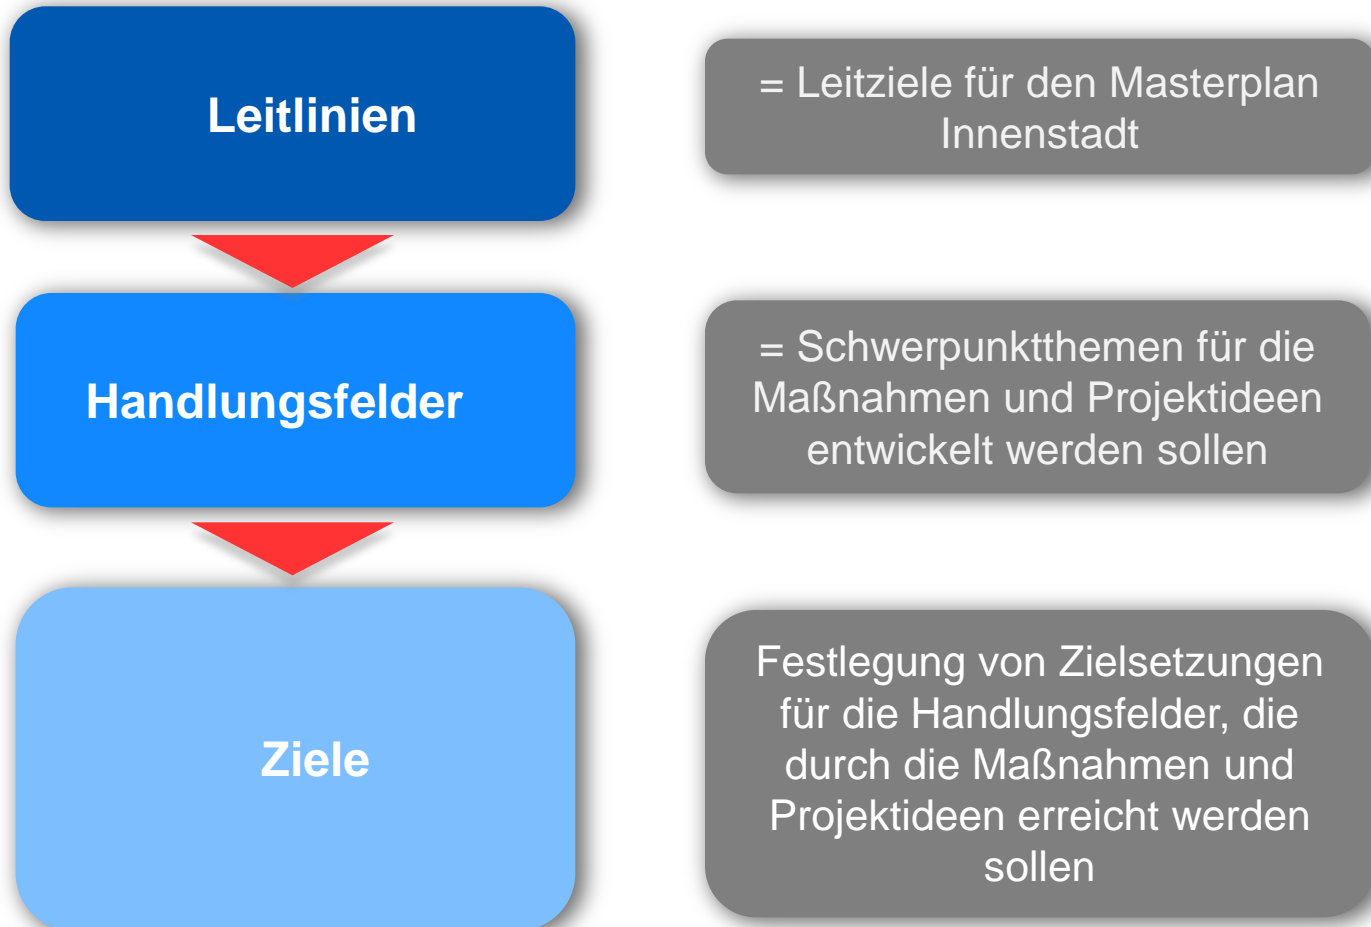 Leitlinien
= Leitziele für den Masterplan
Innenstadt
Handlungsfelder
= Schwerpunktthemen für die
Maßnahmen und Projektideen
entwickelt werden sollen
Ziele
Festlegung von Zielsetzungen
für die Handlungsfelder, die
durch die Maßnahmen und
Projektideen erreicht werden
sollen